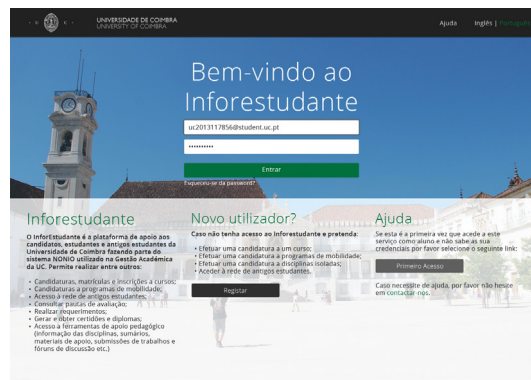 UNIVERSIDADE DE COIMBRA
UNIVERSITY OF COIMBRA
Ajuda
Inglês | Português
Bem-vindo ao
Inforestudante
uc2013117856@student.uc.pt
••••••••••
Entrar
Esqueceu-se da password?
Inforestudante
O InforEstudante é a plataforma de apoio aos
candidatos, estudantes e antigos estudantes da
Universidade de Coimbra fazendo parte do
sistema NONIO utilizado na Gestão Académica
da UC. Permite realizar entre outros:
• Candidaturas, matrículas e inscrições a cursos;
• Candidaturas a programas de mobilidade;
• Acesso à rede de antigos estudantes;
• Consultar pautas de avaliação;
• Realizar requerimentos;
• Gerar e obter certidões e diplomas;
• Acesso a ferramentas de apoio pedagógico
(informação das disciplinas, sumários,
materiais de apoio, submissões de trabalhos e
fóruns de discussão etc.)
Novo utilizador?
Caso não tenha acesso ao Inforestudante e pretenda:
• Efetuar uma candidatura a um curso;
• Efetuar uma candidatura a programas de mobilidade;
• Efetuar uma candidatura a disciplinas isoladas;
• Aceder à rede de antigos estudantes.
Registar
Ajuda
Se esta é a primeira vez que acede a este
serviço como aluno e não sabe as sua
credenciais por favor selecione o seguinte link:
Primeiro Acesso
Caso necessite de ajuda, por favor não hesite
em contactar-nos.